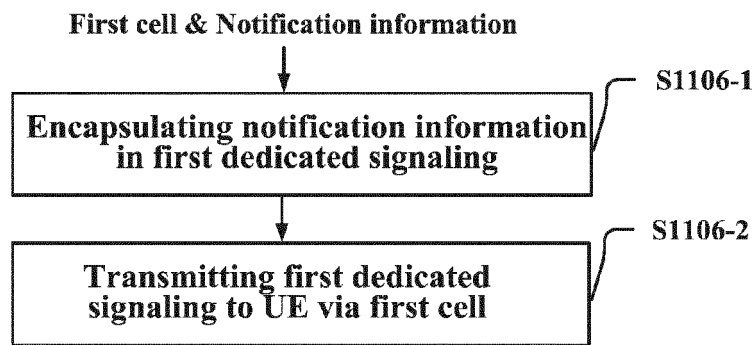 First cell & Notification information
S1106-1
Encapsulating notification information
in first dedicated signaling
S1106-2
Transmitting first dedicated
signaling to UE via first cell